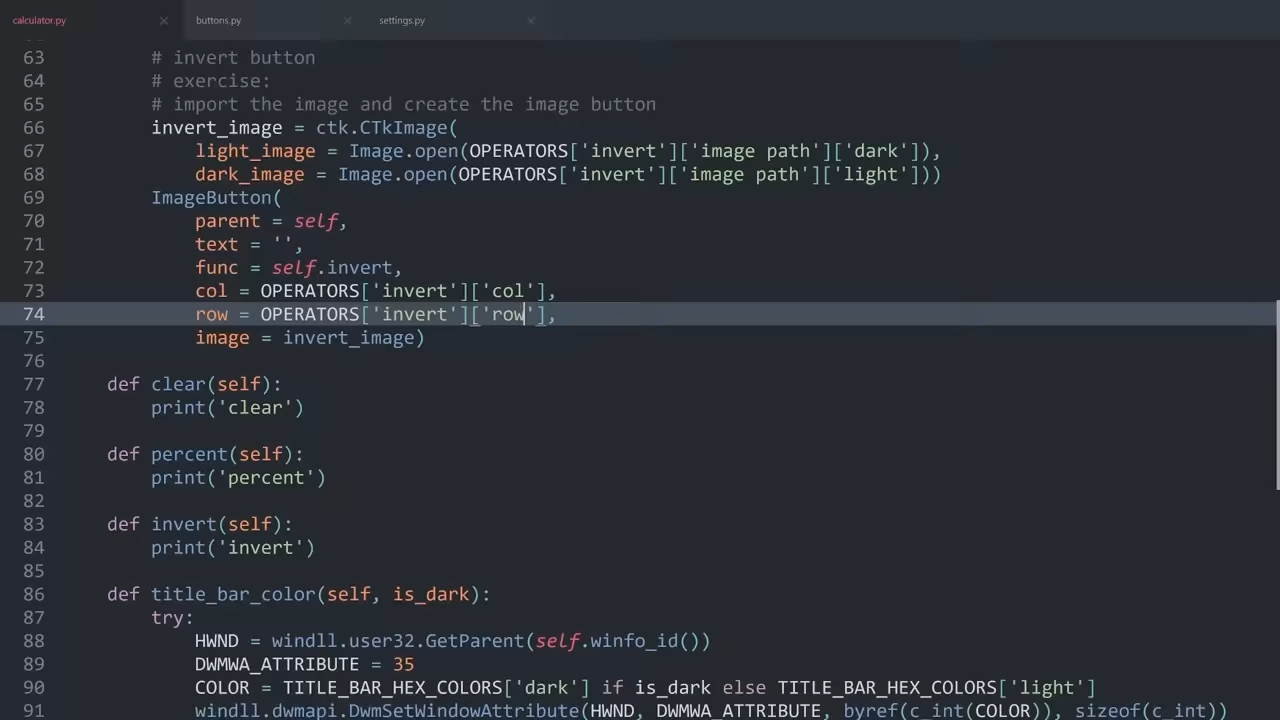 calculator.py
buttons.py
settings.py
63 # invert button
64 # exercise:
65 # import the image and create the image button
66 invert_image = ctk.CTkImage(
67 light_image = Image.open(OPERATORS['invert']['image path']['dark']),
68 dark_image = Image.open(OPERATORS['invert']['image path']['light']))
69 ImageButton(
70 parent = self,
71 text = '',
72 func = self.invert,
73 col = OPERATORS['invert']['col'],
74 row = OPERATORS['invert']['row'],
75 image = invert_image)
76
77 def clear(self):
78 print('clear')
79
80 def percent(self):
81 print('percent')
82
83 def invert(self):
84 print('invert')
85
86 def title_bar_color(self, is_dark):
87 try:
88 HWND = windll.user32.GetParent(self.winfo_id())
89 DWMWA_ATTRIBUTE = 35
90 COLOR = TITLE_BAR_HEX_COLORS['dark'] if is_dark else TITLE_BAR_HEX_COLORS['light']
91 windll.dwmapi.DwmSetWindowAttribute(HWND, DWMWA_ATTRIBUTE, byref(c_int(COLOR)), sizeof(c_int))